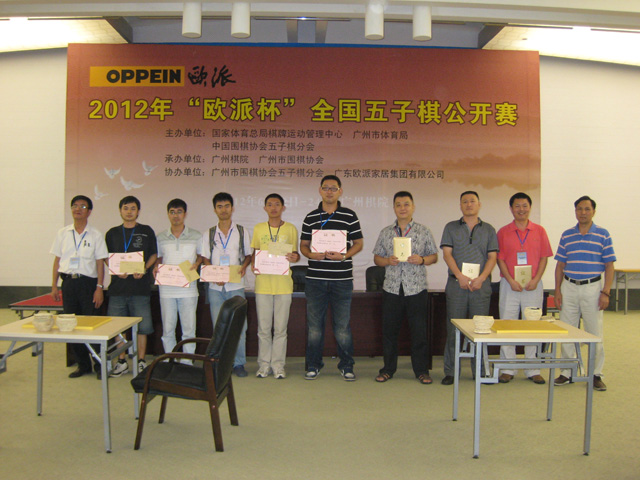 OPPEIN 欧派
2012年“欧派杯”全国五子棋公开赛
主办单位：国家体育总局棋牌运动管理中心 广州市体育局
中国围棋协会五子棋分会
承办单位：广州棋院 广州市围棋协会
协办单位：广州市围棋协会五子棋分会 广东欧派家居集团有限公司
广州棋院